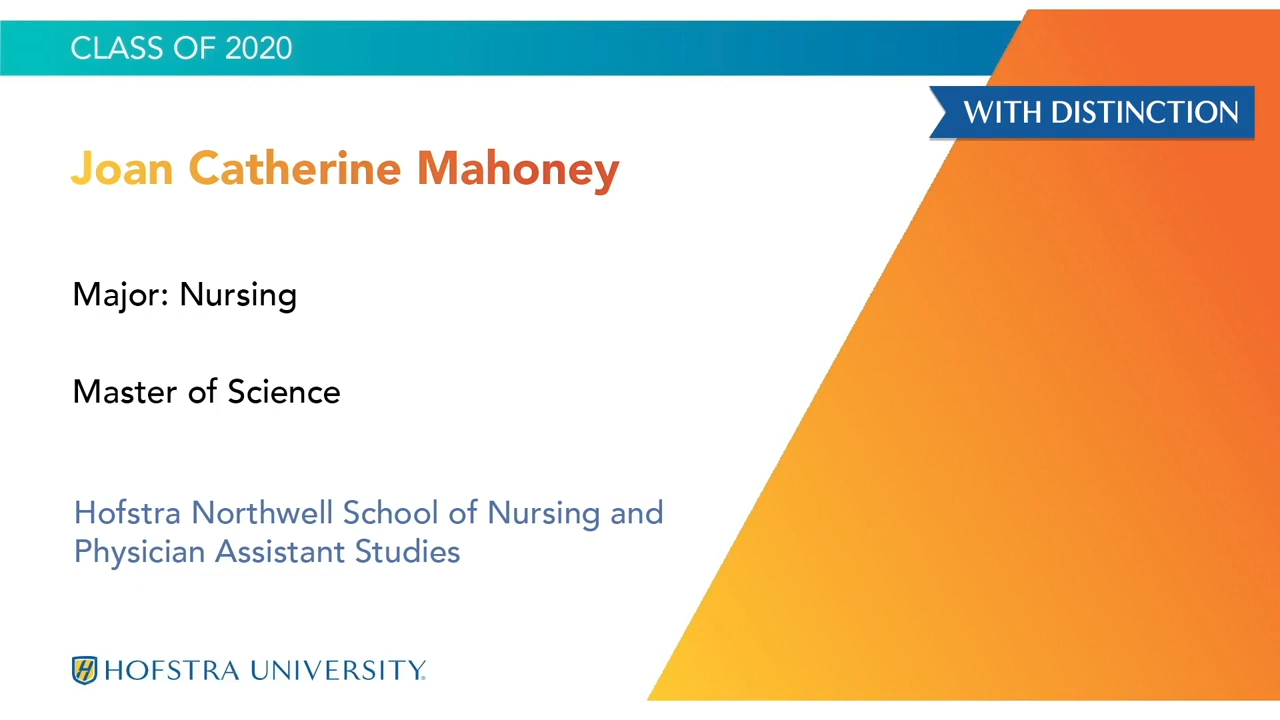 CLASS OF 2020
WITH DISTINCTION
Joan Catherine Mahoney
Major: Nursing
Master of Science
Hofstra Northwell School of Nursing and
Physician Assistant Studies
HOFSTRA UNIVERSITY